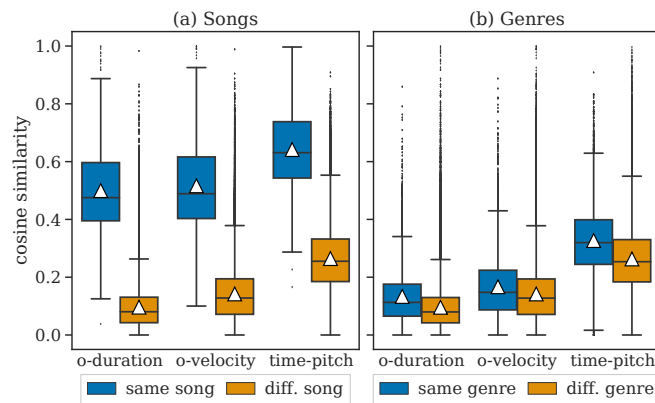 (a) Songs
(b) Genres
cosine similarity
1.0
0.8
0.6
0.4
0.2
0.0
o-duration o-velocity time-pitch
o-duration o-velocity time-pitch
same song diff. song
same genre diff. genre